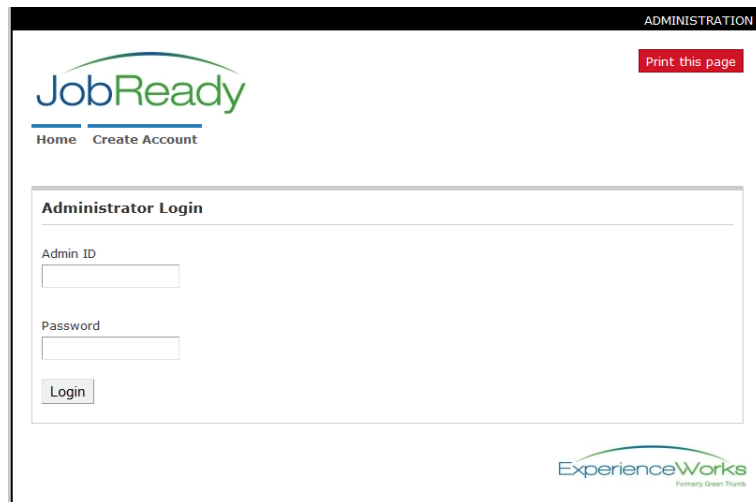 ADMINISTRATION
Print this page
JobReady
Home Create Account
Administrator Login
Admin ID
Password
Login
ExperienceWorks
Formerly Green Thumb